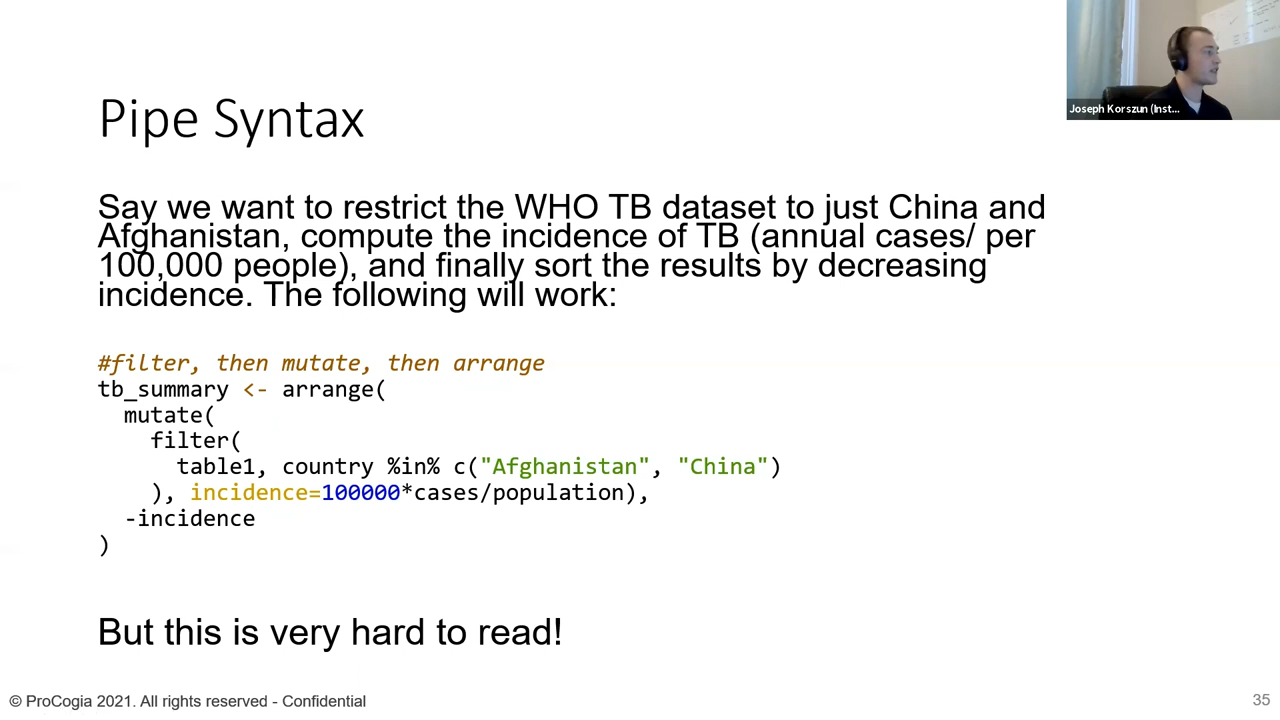 Joseph Korszun (Inst...
Pipe Syntax
Say we want to restrict the WHO TB dataset to just China and
Afghanistan, compute the incidence of TB (annual cases/ per
100,000 people), and finally sort the results by decreasing
incidence. The following will work:
#filter, then mutate, then arrange
tb_summary <- arrange(
  mutate(
    filter(
      table1, country %in% c("Afghanistan", "China")
    ), incidence=100000*cases/population),
  -incidence
)
But this is very hard to read!
© ProCogia 2021. All rights reserved - Confidential
35